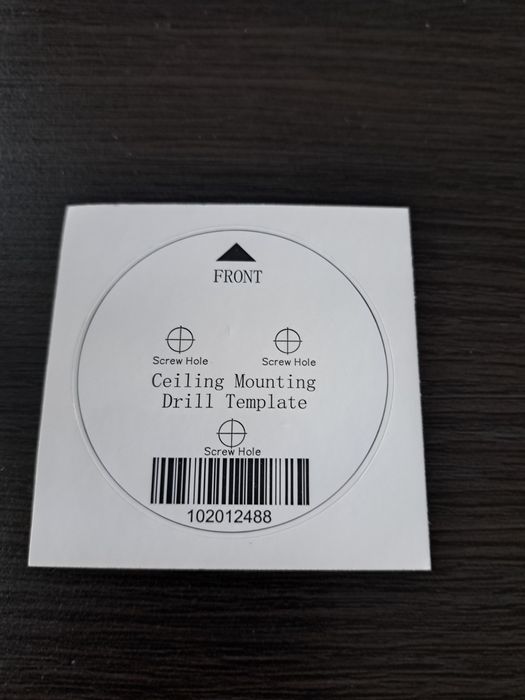 FRONT
Screw Hole Screw Hole
Ceiling Mounting
Drill Template
Screw Hole
102012488